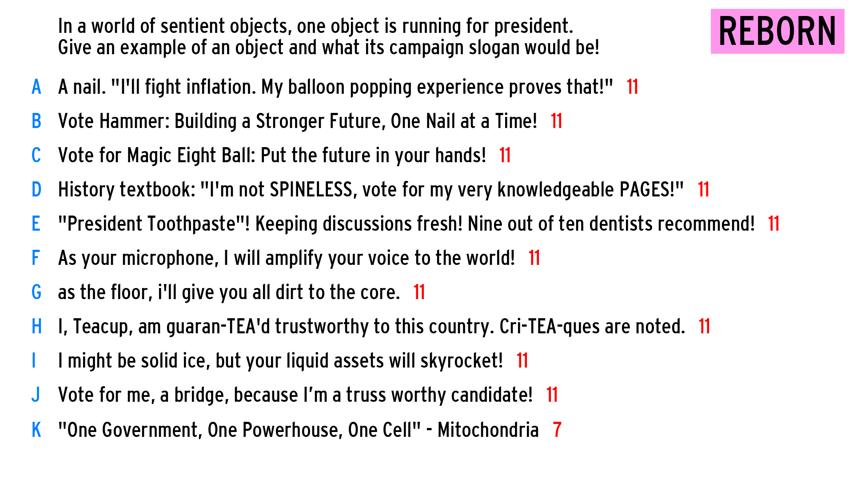 In a world of sentient objects, one object is running for president.
Give an example of an object and what its campaign slogan would be!
REBORN
A A nail. "I'll fight inflation. My balloon popping experience proves that!" 11
B Vote Hammer: Building a Stronger Future, One Nail at a Time! 11
C Vote for Magic Eight Ball: Put the future in your hands! 11
D History textbook: "I'm not SPINELESS, vote for my very knowledgeable PAGES!" 11
E "President Toothpaste"! Keeping discussions fresh! Nine out of ten dentists recommend! 11
F As your microphone, I will amplify your voice to the world! 11
G as the floor, i'll give you all dirt to the core. 11
H I, Teacup, am guaran-TEA'd trustworthy to this country. Cri-TEA-ques are noted. 11
I I might be solid ice, but your liquid assets will skyrocket! 11
J Vote for me, a bridge, because I’m a truss worthy candidate! 11
K "One Government, One Powerhouse, One Cell" - Mitochondria 7